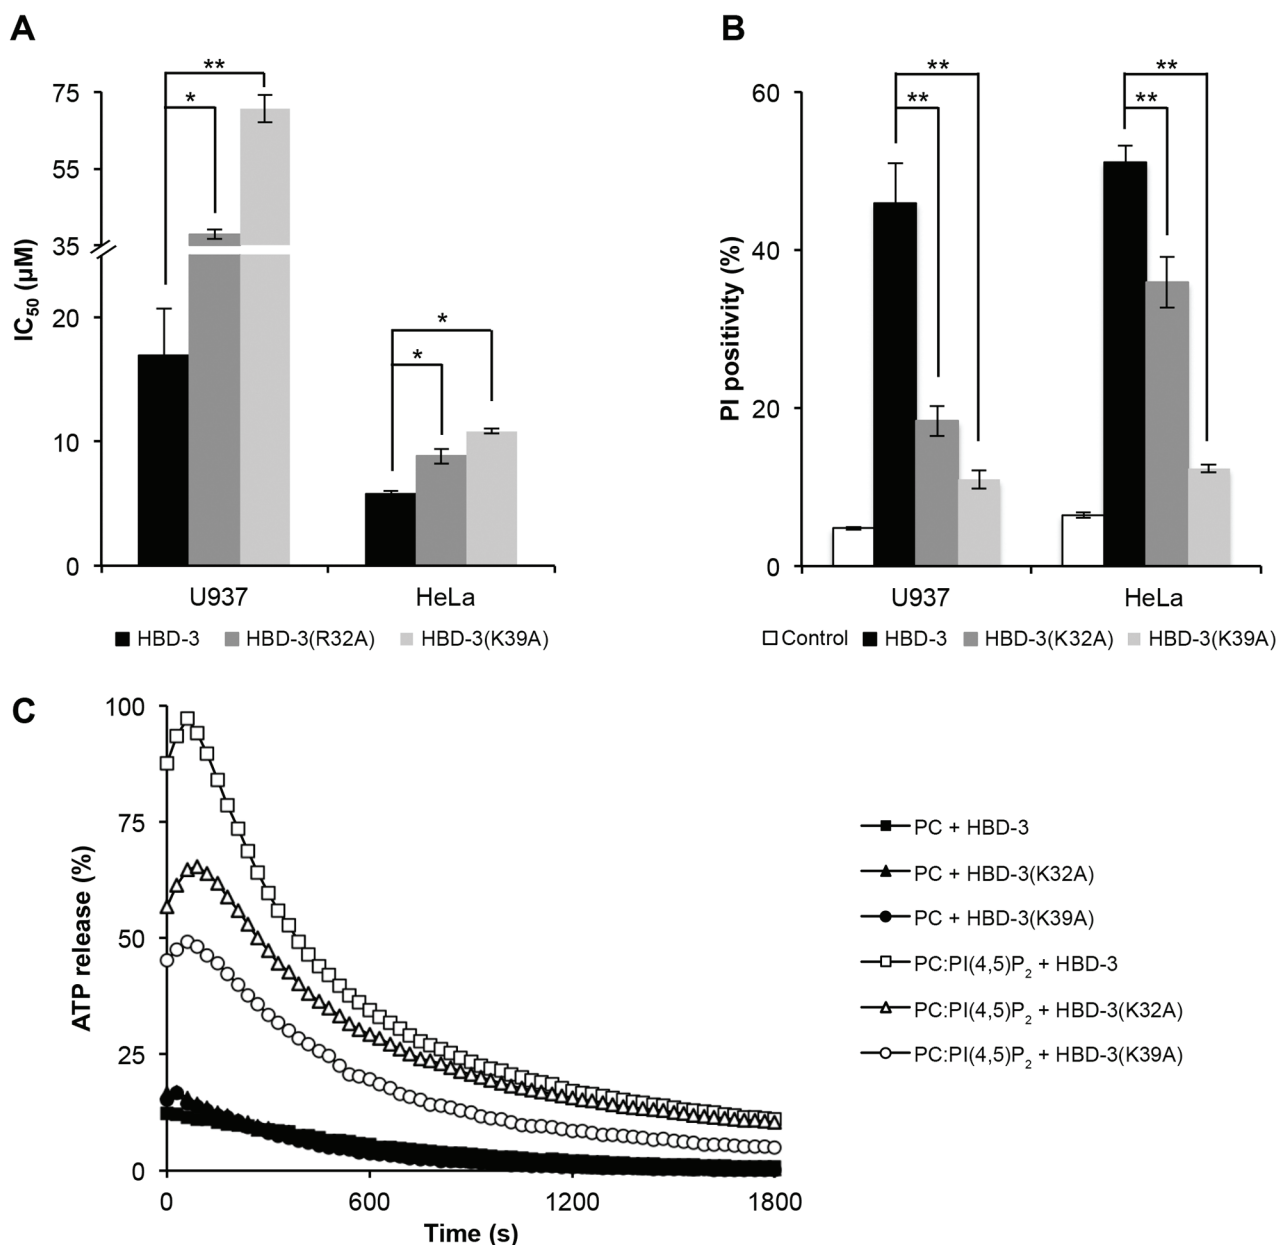 A
IC50 (µM)
75
55
35
20
10
0
**
*
*
*
U937
HeLa
HBD-3
HBD-3(R32A)
HBD-3(K39A)
B
PI positivity (%)
60
40
20
0
**
**
**
**
U937
HeLa
Control
HBD-3
HBD-3(K32A)
HBD-3(K39A)
C
ATP release (%)
100
75
50
25
0
0
600
1200
1800
Time (s)
PC + HBD-3
PC + HBD-3(K32A)
PC + HBD-3(K39A)
PC:PI(4,5)P2 + HBD-3
PC:PI(4,5)P2 + HBD-3(K32A)
PC:PI(4,5)P2 + HBD-3(K39A)